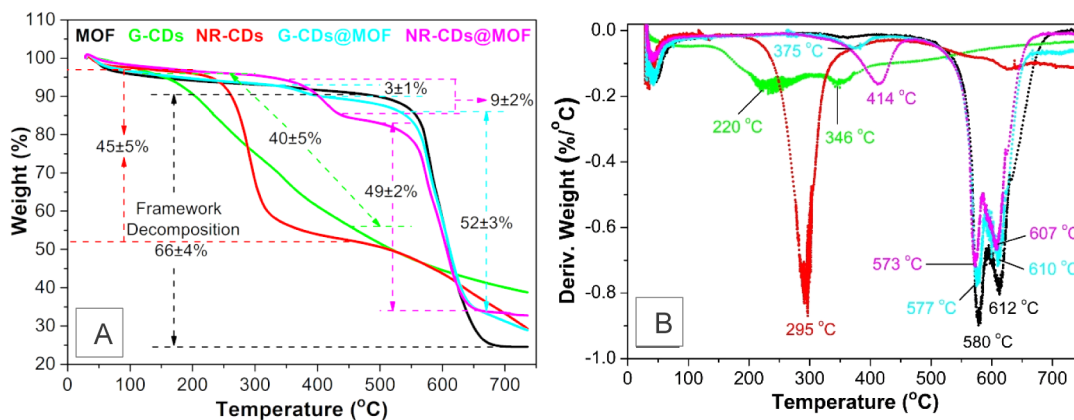 110
100
90
80
70
60
50
40
30
20
Weight (%)
MOF G-CDs NR-CDs G-CDs@MOF NR-CDs@MOF
3±1%
9±2%
45±5%
40±5%
49±2%
52±3%
Framework
Decomposition
66±4%
A
0 100 200 300 400 500 600 700
Temperature (°C)
0.0
-0.2
-0.4
-0.6
-0.8
-1.0
Deriv. Weight (%/°C)
375 °C
414 °C
220 °C
346 °C
607 °C
573 °C
610 °C
577 °C
612 °C
295 °C
580 °C
B
0 100 200 300 400 500 600 700
Temperature (°C)